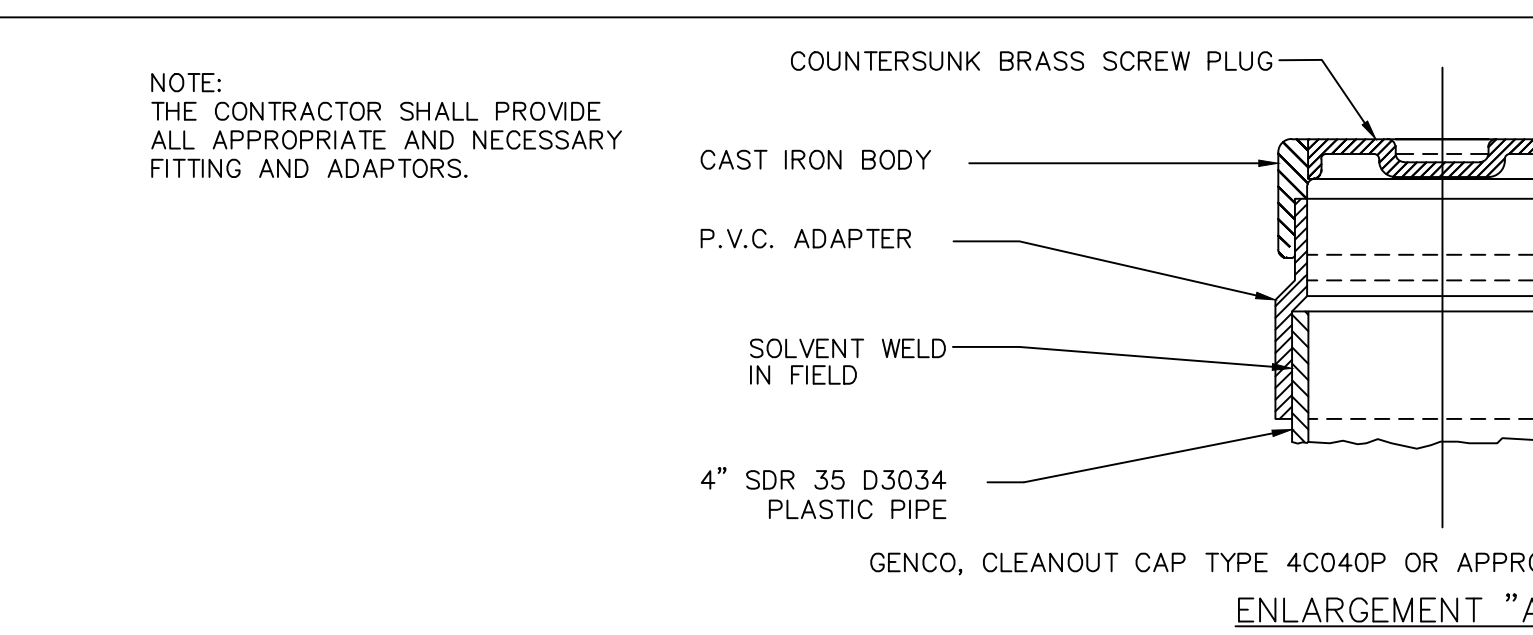 NOTE:
THE CONTRACTOR SHALL PROVIDE
ALL APPROPRIATE AND NECESSARY
FITTING AND ADAPTORS.
COUNTERSUNK BRASS SCREW PLUG
CAST IRON BODY
P.V.C. ADAPTER
SOLVENT WELD
IN FIELD
4" SDR 35 D3034
PLASTIC PIPE
GENCO, CLEANOUT CAP TYPE 4C040P OR
ENLARGEMENT "A